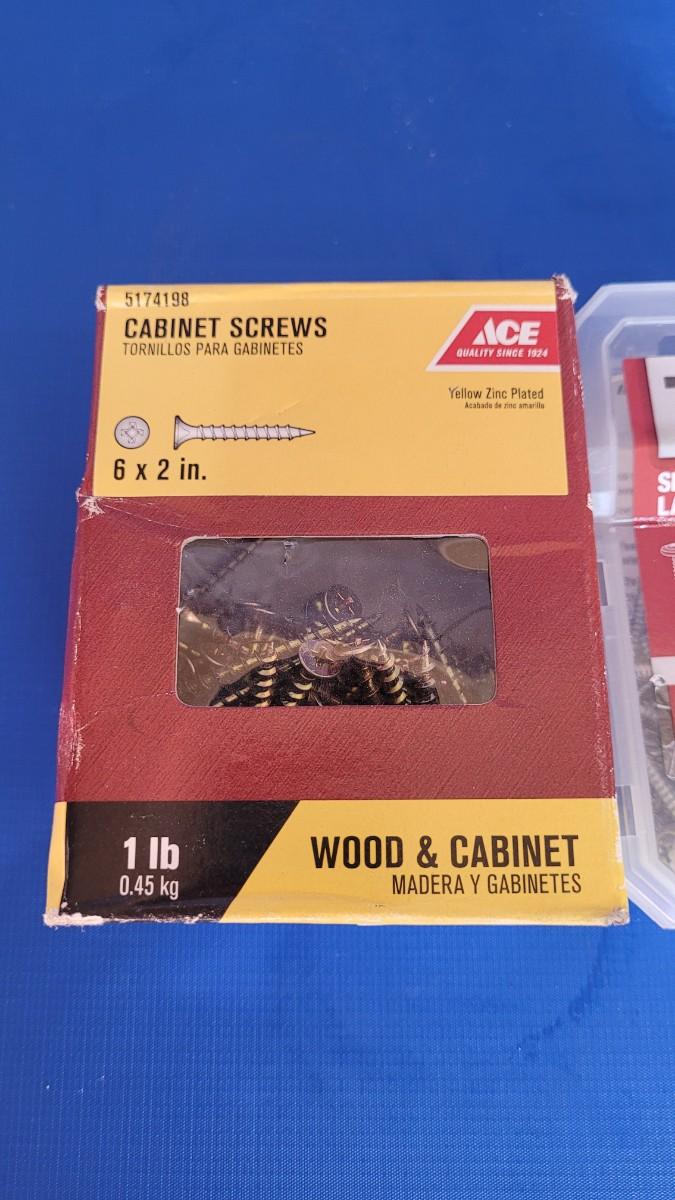 5174198
CABINET SCREWS
TORNILLOS PARA GABINETES
ACE
QUALITY SINCE 1924
Yellow Zinc Plated
Acabado de zinc amarillo
6 x 2 in.
1 lb
0.45 kg
WOOD & CABINET
MADERA Y GABINETES